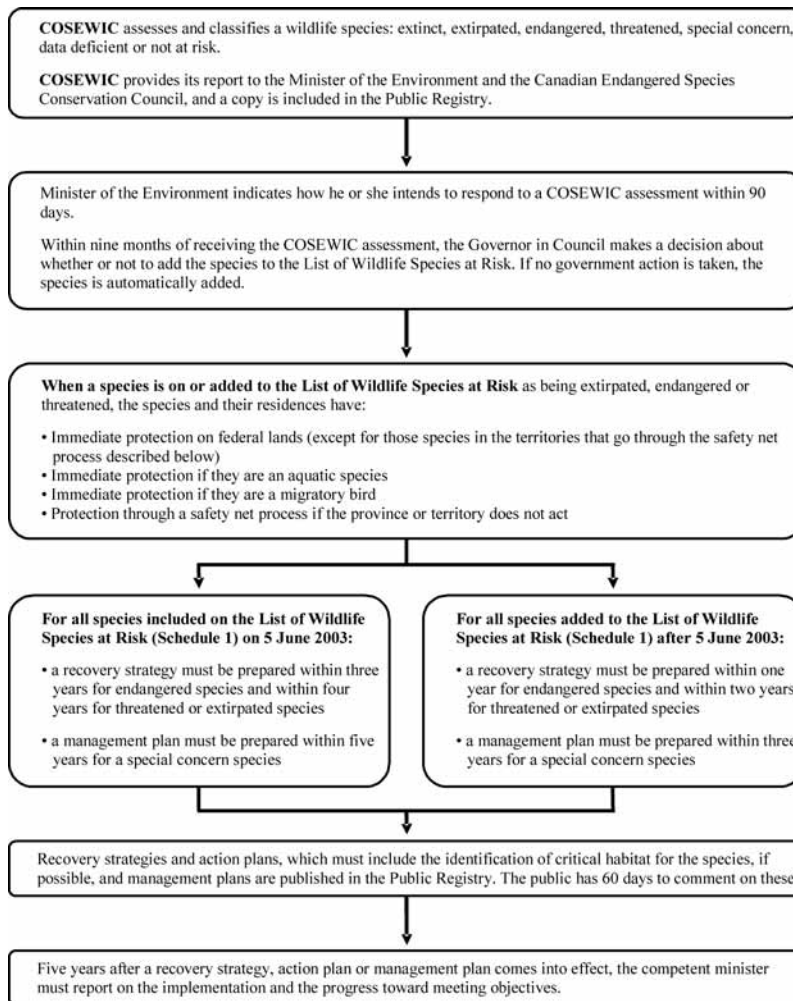 COSEWIC assesses and classifies a wildlife species: extinct, extirpated, endangered, threatened, special concern,
data deficient or not at risk.
COSEWIC provides its report to the Minister of the Environment and the Canadian Endangered Species
Conservation Council, and a copy is included in the Public Registry.
Minister of the Environment indicates how he or she intends to respond to a COSEWIC assessment within 90
days.
Within nine months of receiving the COSEWIC assessment, the Governor in Council makes a decision about
whether or not to add the species to the List of Wildlife Species at Risk. If no government action is taken, the
species is automatically added.
When a species is on or added to the List of Wildlife Species at Risk as being extirpated, endangered or
threatened, the species and their residences have:
• Immediate protection on federal lands (except for those species in the territories that go through the safety net
process described below)
• Immediate protection if they are an aquatic species
• Immediate protection if they are a migratory bird
• Protection through a safety net process if the province or territory does not act
For all species included on the List of Wildlife
Species at Risk (Schedule 1) on 5 June 2003:
• a recovery strategy must be prepared within three
years for endangered species and within four
years for threatened or extirpated species
• a management plan must be prepared within five
years for a special concern species
For all species added to the List of Wildlife
Species at Risk (Schedule 1) after 5 June 2003:
• a recovery strategy must be prepared within one
year for endangered species and within two years
for threatened or extirpated species
• a management plan must be prepared within three
years for a special concern species
Recovery strategies and action plans, which must include the identification of critical habitat for the species, if
possible, and management plans are published in the Public Registry. The public has 60 days to comment on these
Five years after a recovery strategy, action plan or management plan comes into effect, the competent minister
must report on the implementation and the progress toward meeting objectives.